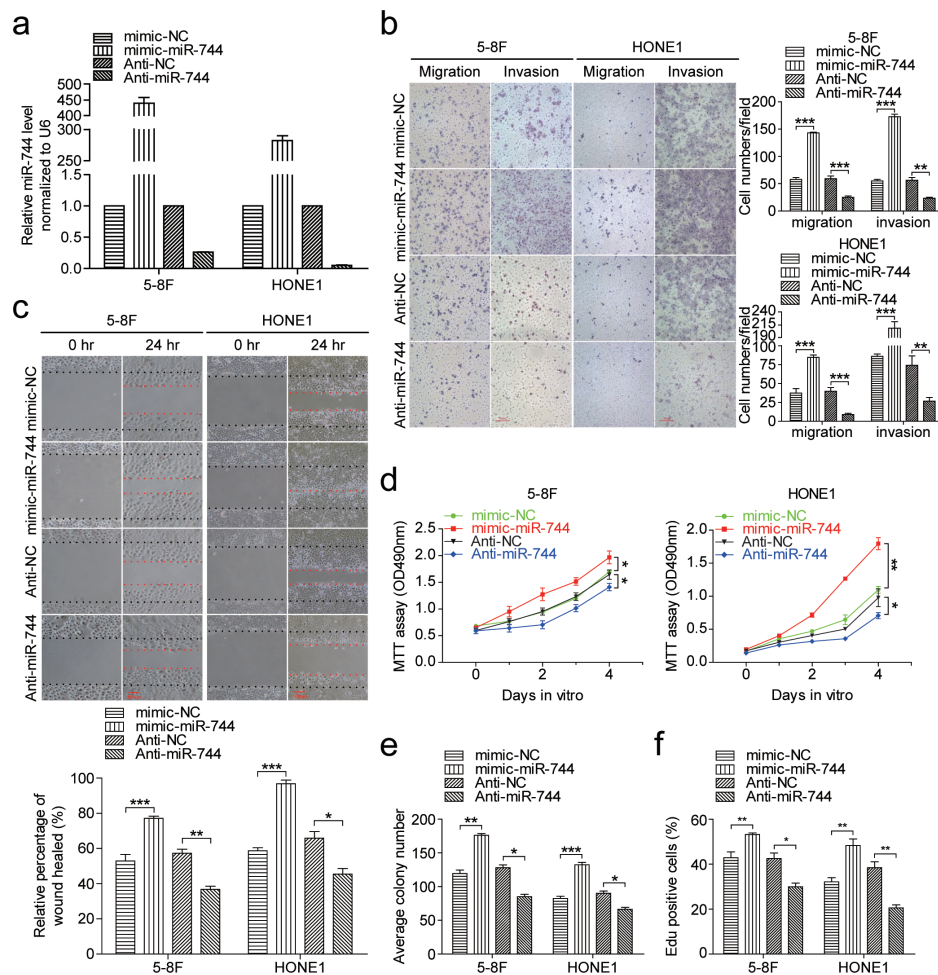 a
mimic-NC
mimic-miR-744
Anti-NC
Anti-miR-744
Relative miR-744 level
normalized to U6
500
450
400
350
300
250
1.0
0.5
0.0
5-8F
HONE1
b
5-8F
HONE1
Migration
Invasion
Migration
Invasion
mimic-NC
mimic-miR-744
Anti-NC
Anti-miR-744
5-8F
mimic-NC
mimic-miR-744
Anti-NC
Anti-miR-744
Cell numbers/field
200
150
100
50
0
***
***
***
**
migration
invasion
HONE1
mimic-NC
mimic-miR-744
Anti-NC
Anti-miR-744
Cell numbers/field
240
215
190
100
75
50
25
0
***
***
***
**
migration
invasion
c
5-8F
HONE1
0 hr
24 hr
0 hr
24 hr
mimic-NC
mimic-miR-744
Anti-NC
Anti-miR-744
mimic-NC
mimic-miR-744
Anti-NC
Anti-miR-744
Relative percentage of
wound healed (%)
100
80
60
40
20
0
***
**
***
*
5-8F
HONE1
d
5-8F
mimic-NC
mimic-miR-744
Anti-NC
Anti-miR-744
MTT assay (OD490nm)
2.5
2.0
1.5
1.0
0.5
0.0
*
*
0
2
4
Days in vitro
HONE1
mimic-NC
mimic-miR-744
Anti-NC
Anti-miR-744
MTT assay (OD490nm)
2.0
1.5
1.0
0.5
0.0
**
*
0
2
4
Days in vitro
e
mimic-NC
mimic-miR-744
Anti-NC
Anti-miR-744
Average colony number
200
150
100
50
0
**
*
***
*
5-8F
HONE1
f
mimic-NC
mimic-miR-744
Anti-NC
Anti-miR-744
Edu positive cells (%)
60
40
20
0
**
*
**
**
5-8F
HONE1